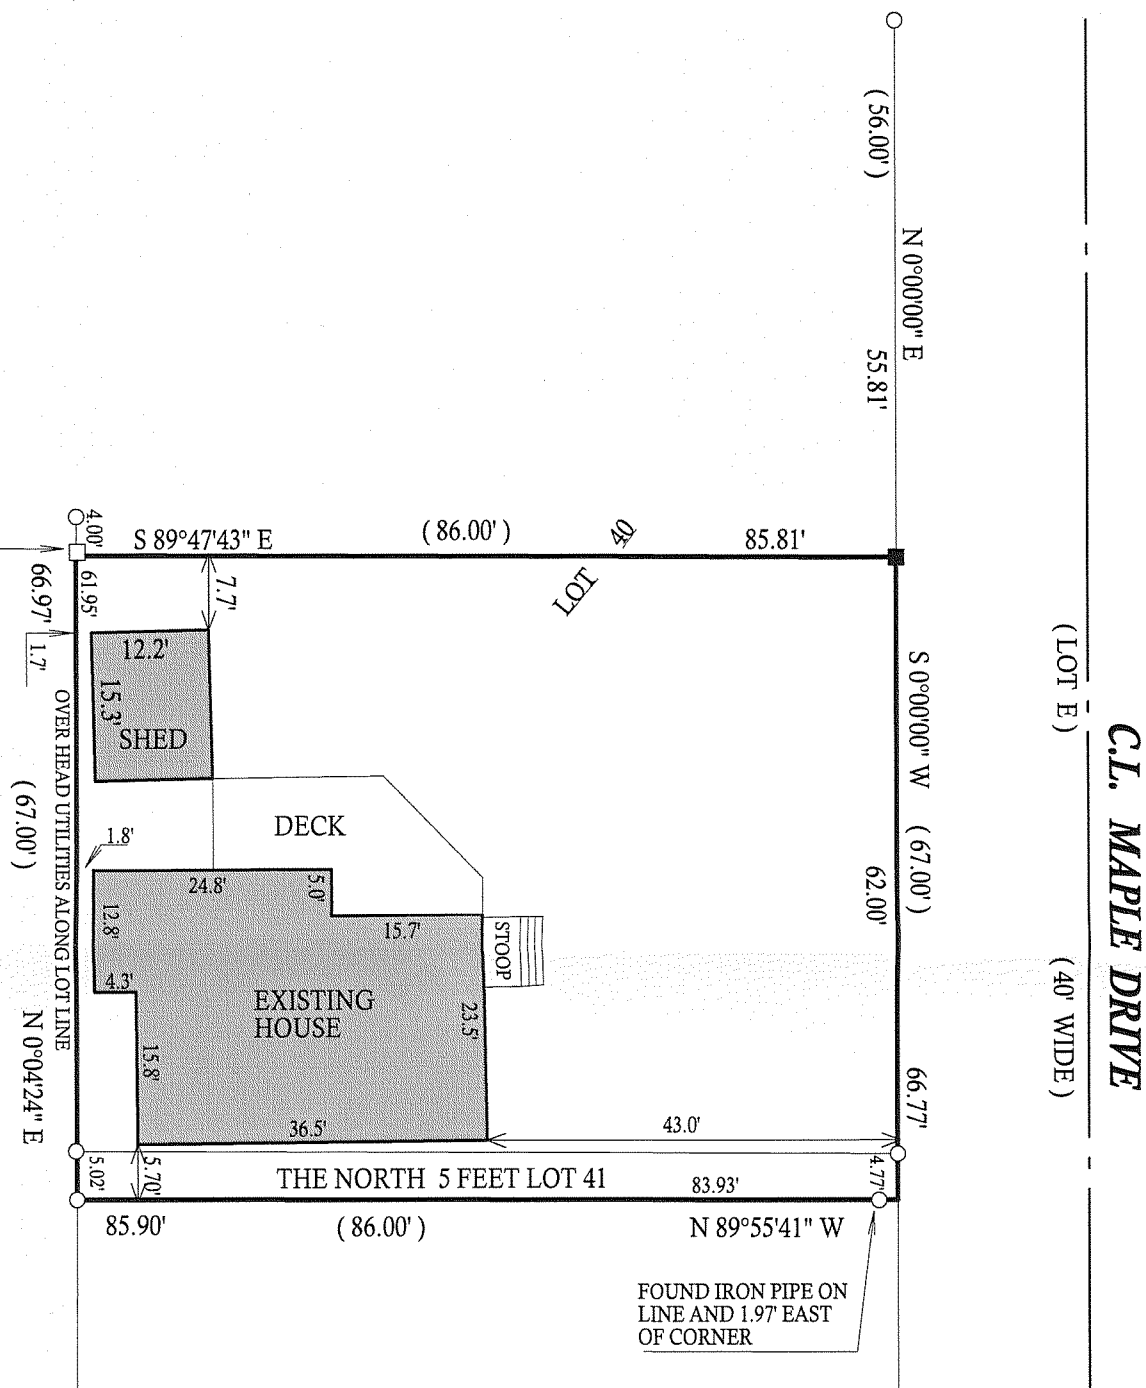 C.L. MAPLE DRIVE
( LOT E )
( 40' WIDE )
( 56.00' )
N 0°00'00" E
55.81'
S 0°00'00" W
( 67.00' )
62.00'
66.77'
S 89°47'43" E
( 86.00' )
LOT 40
85.81'
4.00'
61.95'
66.97'
1.7'
7.7'
12.2'
15.3'
SHED
DECK
1.8'
24.8'
5.0'
15.7'
STOOP
12.8'
4.3'
EXISTING
HOUSE
23.5'
15.8'
36.5'
43.0'
OVER HEAD UTILITIES ALONG LOT LINE
( 67.00' )
N 0°04'24" E
5.02'
5.70'
THE NORTH 5 FEET LOT 41
83.93'
4.77'
85.90'
( 86.00' )
N 89°55'41" W
FOUND IRON PIPE ON
LINE AND 1.97' EAST
OF CORNER